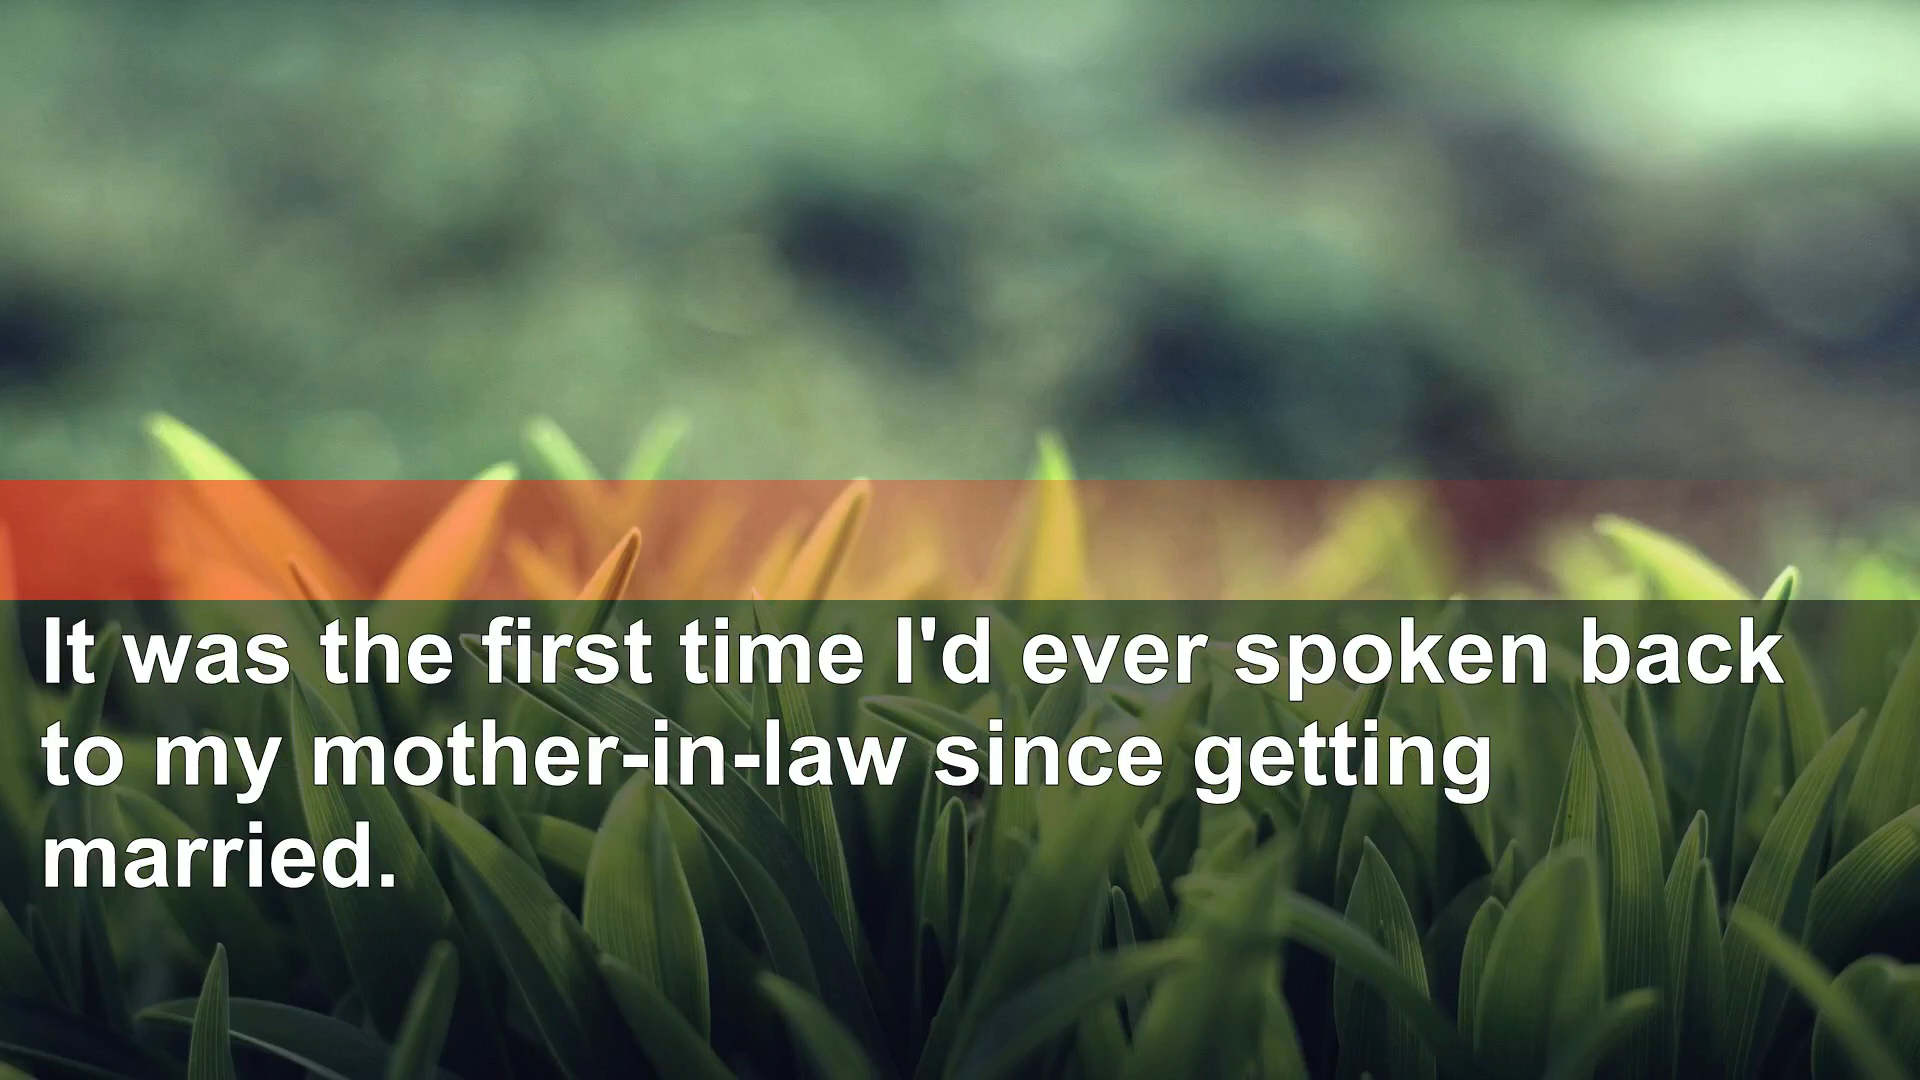 It was the first time I'd ever spoken back
to my mother-in-law since getting
married.